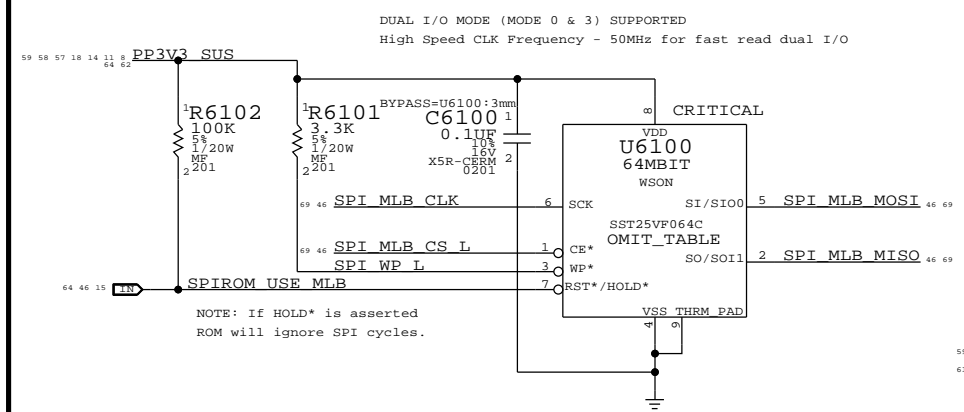 DUAL I/O MODE (MODE 0 & 3) SUPPORTED
High Speed CLK Frequency - 50MHz for fast read dual I/O
59 58 57 18 14 11 8 PP3V3_SUS
64 62
1 R6102
100K
5%
1/20W
MF
2 201
1 R6101
3.3K
5%
1/20W
MF
2 201
BYPASS=U6100:3mm
C6100 1
0.1UF
10%
16V
X5R-CERM 2
0201
8 CRITICAL
VDD
U6100
64MBIT
WSON
69 46 SPI_MLB_CLK 6 SCK
SI/SIO0 5 SPI_MLB_MOSI 46 69
SST25VF064C
OMIT_TABLE
69 46 SPI_MLB_CS_L 1 CE*
SO/SOI1 2 SPI_MLB_MISO 46 69
SPI_WP_L 3 WP*
64 46 15 IN SPIROM_USE_MLB 7 RST*/HOLD*
NOTE: If HOLD* is asserted
ROM will ignore SPI cycles.
VSS THRM_PAD
4 9
59